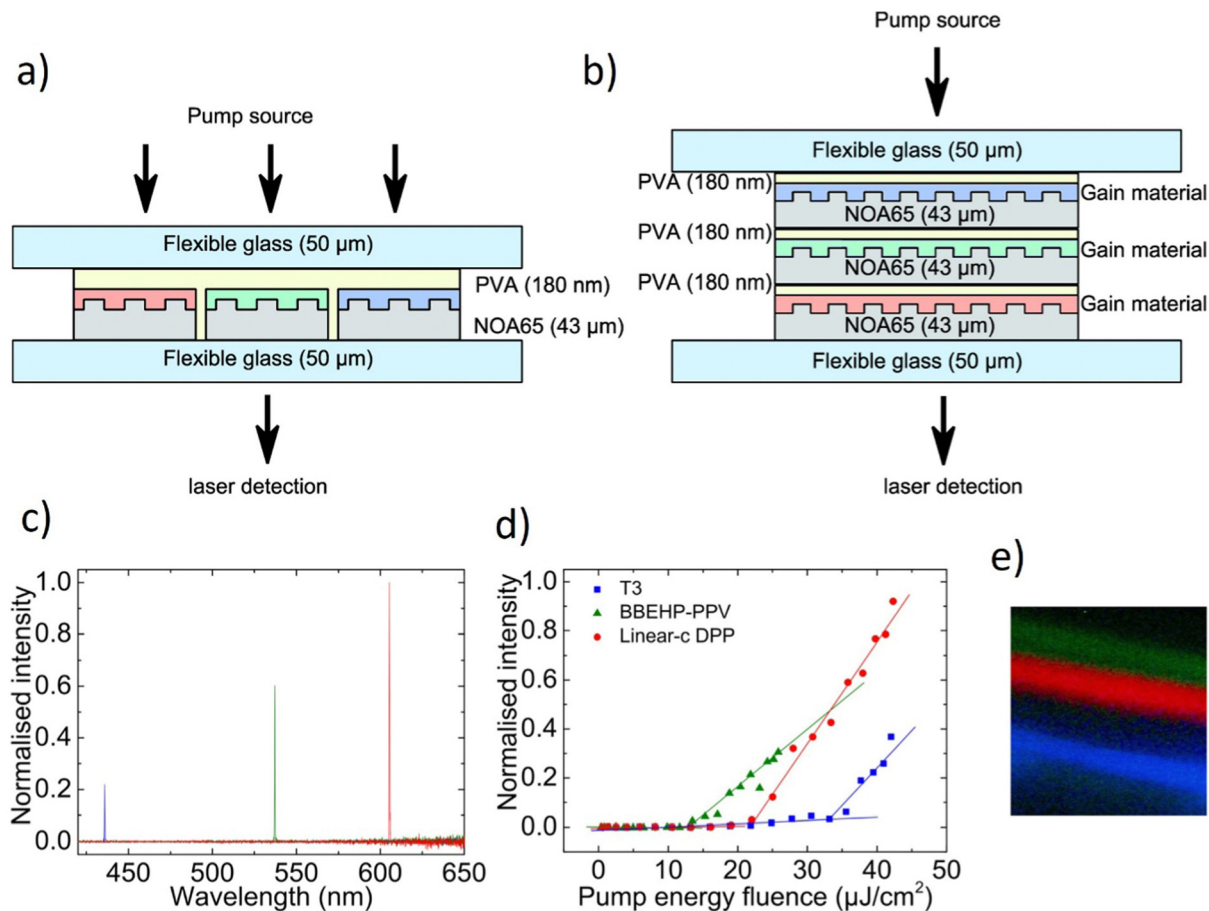 a)
Pump source
Flexible glass (50 µm)
PVA (180 nm)
NOA65 (43 µm)
Flexible glass (50 µm)
laser detection
b)
Pump source
Flexible glass (50 µm)
PVA (180 nm)
Gain material
NOA65 (43 µm)
PVA (180 nm)
Gain material
NOA65 (43 µm)
PVA (180 nm)
Gain material
NOA65 (43 µm)
Flexible glass (50 µm)
laser detection
c)
Normalised intensity
1.0
0.8
0.6
0.4
0.2
0.0
450 500 550 600 650
Wavelength (nm)
d)
Normalised intensity
1.0
0.8
0.6
0.4
0.2
0.0
T3
BBEHP-PPV
Linear-c DPP
0 10 20 30 40 50
Pump energy fluence (µJ/cm²)
e)